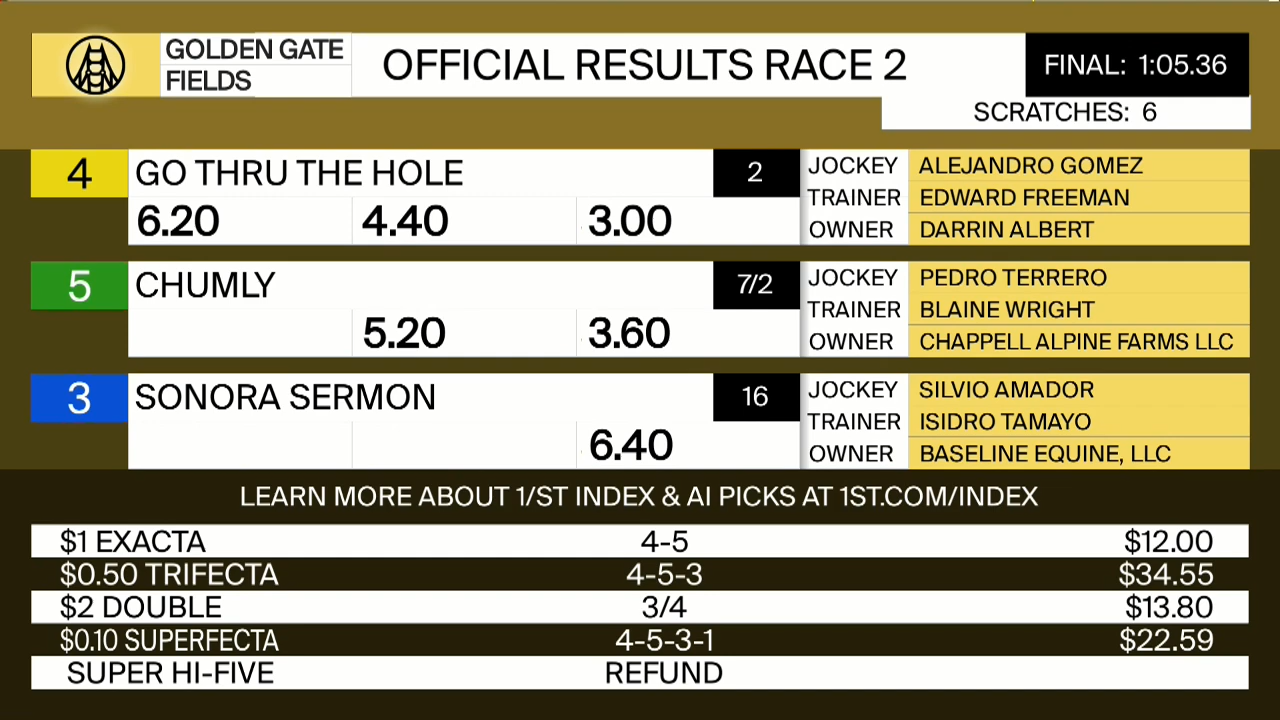 GOLDEN GATE
FIELDS
OFFICIAL RESULTS RACE 2
FINAL: 1:05.36
SCRATCHES: 6
4 GO THRU THE HOLE 2
6.20 4.40 3.00
JOCKEY ALEJANDRO GOMEZ
TRAINER EDWARD FREEMAN
OWNER DARRIN ALBERT
5 CHUMLY 7/2
5.20 3.60
JOCKEY PEDRO TERRERO
TRAINER BLAINE WRIGHT
OWNER CHAPPELL ALPINE FARMS LLC
3 SONORA SERMON 16
6.40
JOCKEY SILVIO AMADOR
TRAINER ISIDRO TAMAYO
OWNER BASELINE EQUINE, LLC
LEARN MORE ABOUT 1/ST INDEX & AI PICKS AT 1ST.COM/INDEX
$1 EXACTA 4-5 $12.00
$0.50 TRIFECTA 4-5-3 $34.55
$2 DOUBLE 3/4 $13.80
$0.10 SUPERFECTA 4-5-3-1 $22.59
SUPER HI-FIVE REFUND